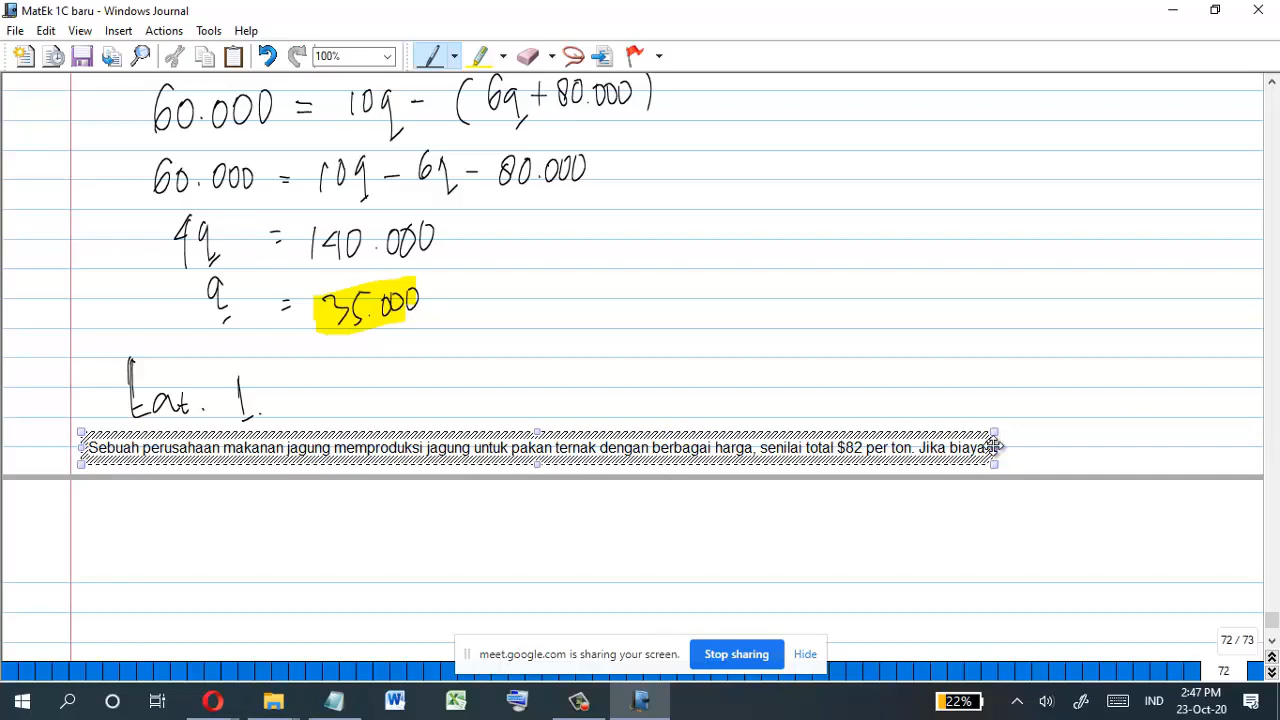 MatEk 1C baru - Windows Journal
File Edit View Insert Actions Tools Help
100%
60.000 = 10q - (6q + 80.000)
60.000 = 10q - 6q - 80.000
4q = 140.000
q = 35.000
Lat. 1.
Sebuah perusahaan makanan jagung memproduksi jagung untuk pakan ternak dengan berbagai harga, senilai total $82 per ton. Jika biaya
72 / 73
meet.google.com is sharing your screen. Stop sharing Hide
72
22% IND 2:47 PM
23-Oct-20